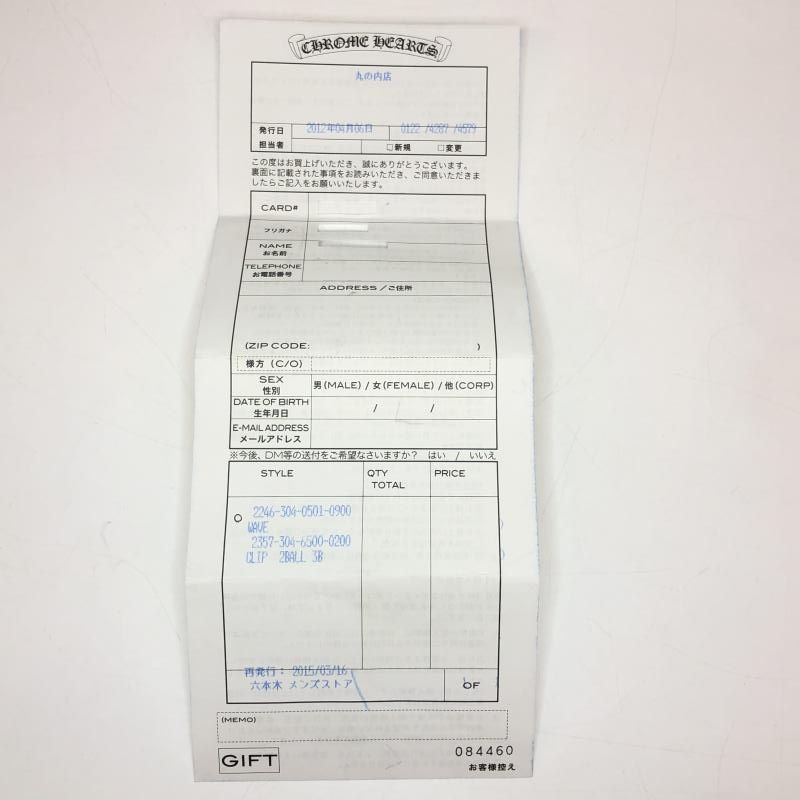 CHROME HEARTS
丸の内店
発行日 2012年04月06日 0122 /4287 /4579
担当者 □新規 □変更
この度はお買上げいただき、誠にありがとうございます。
裏面に記載された事項をお読みいただき、ご同意いただきま
したらご記入をお願いいたします。
CARD#
フリガナ
NAME
お名前
TELEPHONE
お電話番号
ADDRESS／ご住所
(ZIP CODE: )
様方 (C/O)
SEX
性別
男(MALE) / 女(FEMALE) / 他(CORP)
DATE OF BIRTH
生年月日
/ /
E-MAIL ADDRESS
メールアドレス
※今後、DM等の送付をご希望なさいますか？ はい / いいえ
STYLE QTY TOTAL PRICE
2246-304-0501-0900
WAVE
2357-304-6500-0200
CLIP 2BALL 3B
再発行： 2015/03/16
六本木 メンズストア
OF
(MEMO)
GIFT
084460
お客様控え